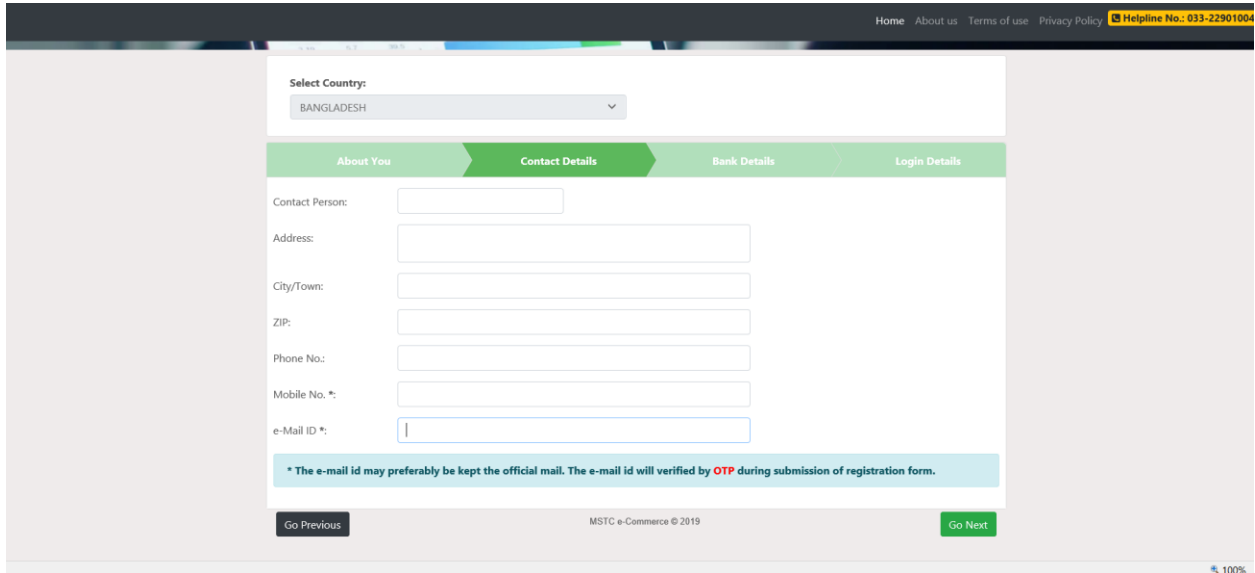 Home About us Terms of use Privacy Policy Helpline No.: 033-22901004
Select Country:
BANGLADESH
About You Contact Details Bank Details Login Details
Contact Person:
Address:
City/Town:
ZIP:
Phone No.:
Mobile No. *:
e-Mail ID *:
* The e-mail id may preferably be kept the official mail. The e-mail id will verified by OTP during submission of registration form.
Go Previous MSTC e-Commerce © 2019 Go Next
100%